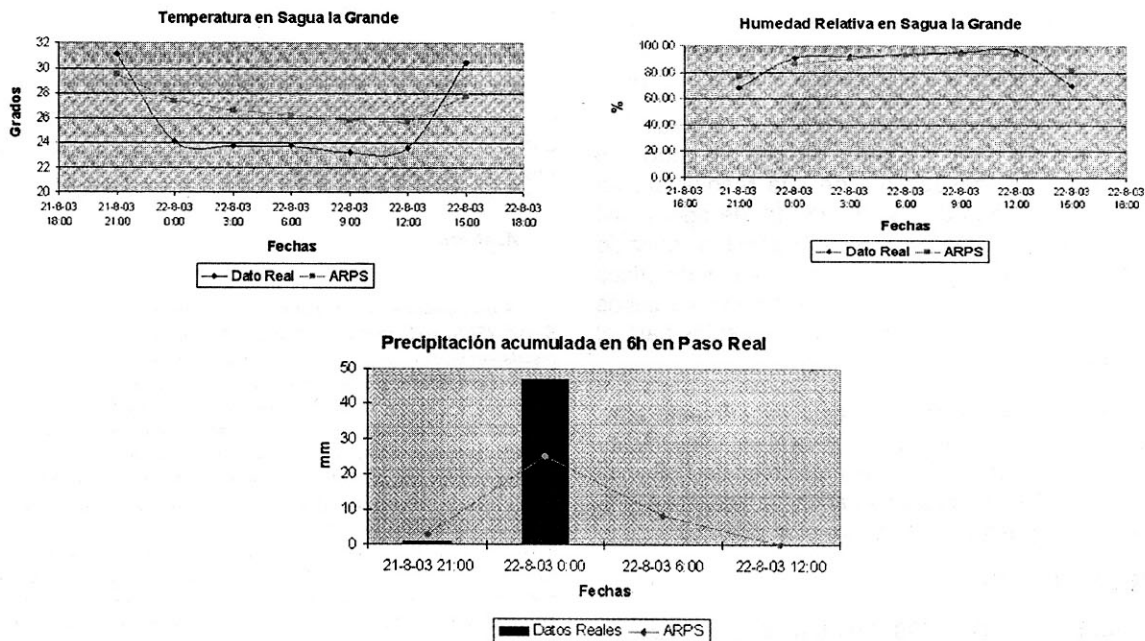 Temperatura en Sagua la Grande
32
30
28
26
24
22
20
Grados
21-8-03 21-8-03 22-8-03 22-8-03 22-8-03 22-8-03 22-8-03 22-8-03 22-8-03
18:00 21:00 0:00 3:00 6:00 9:00 12:00 15:00 18:00
Fechas
Dato Real ARPS
Humedad Relativa en Sagua la Grande
100.00
80.00
60.00
40.00
20.00
0.00
%
21-8-03 21-8-03 22-8-03 22-8-03 22-8-03 22-8-03 22-8-03 22-8-03 22-8-03
21:00 0:00 3:00 6:00 9:00 12:00
Fechas
Dato Real ARPS
Precipitación acumulada en 6h en Paso Real
50
40
30
20
10
0
mm
21-8-03 21:00 22-8-03 0:00 22-8-03 6:00 22-8-03 12:00
Fechas
Datos Reales ARPS